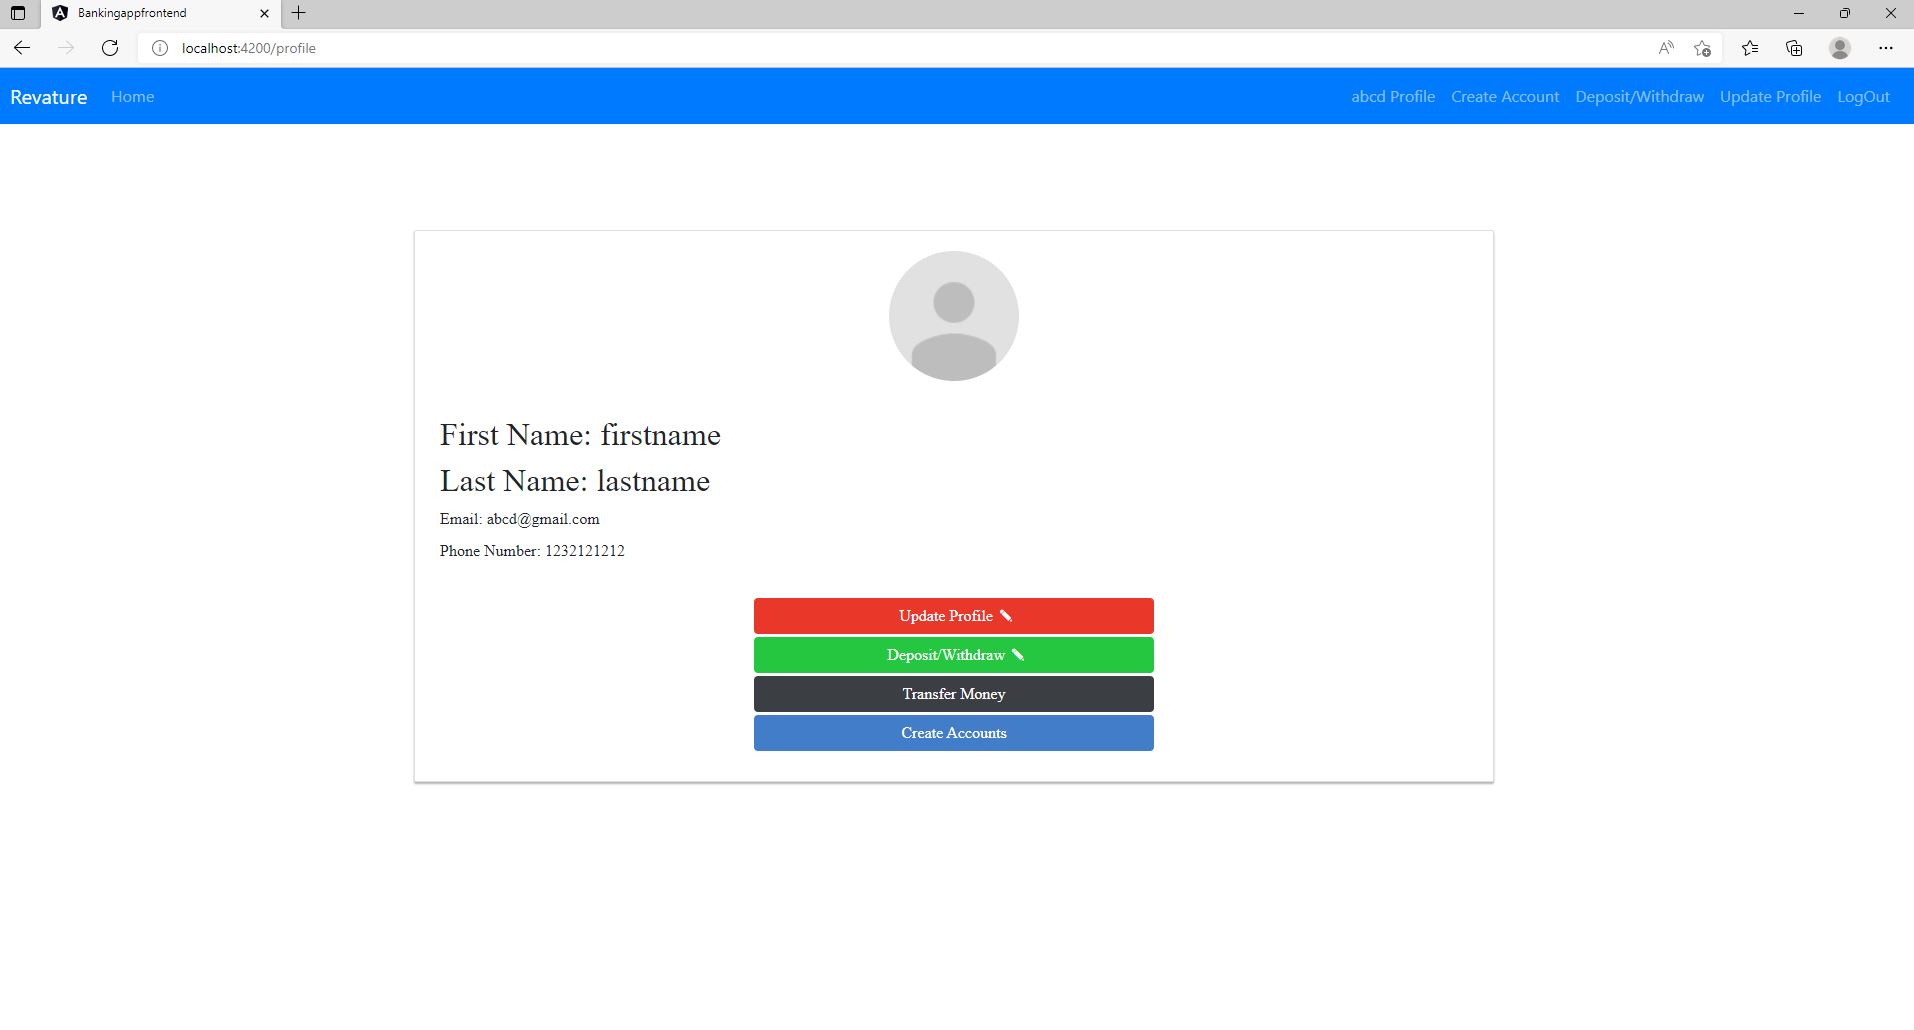 Bankingappfrontend
localhost:4200/profile
Revature Home abcd Profile Create Account Deposit/Withdraw Update Profile LogOut
First Name: firstname
Last Name: lastname
Email: abcd@gmail.com
Phone Number: 1232121212
Update Profile
Deposit/Withdraw
Transfer Money
Create Accounts